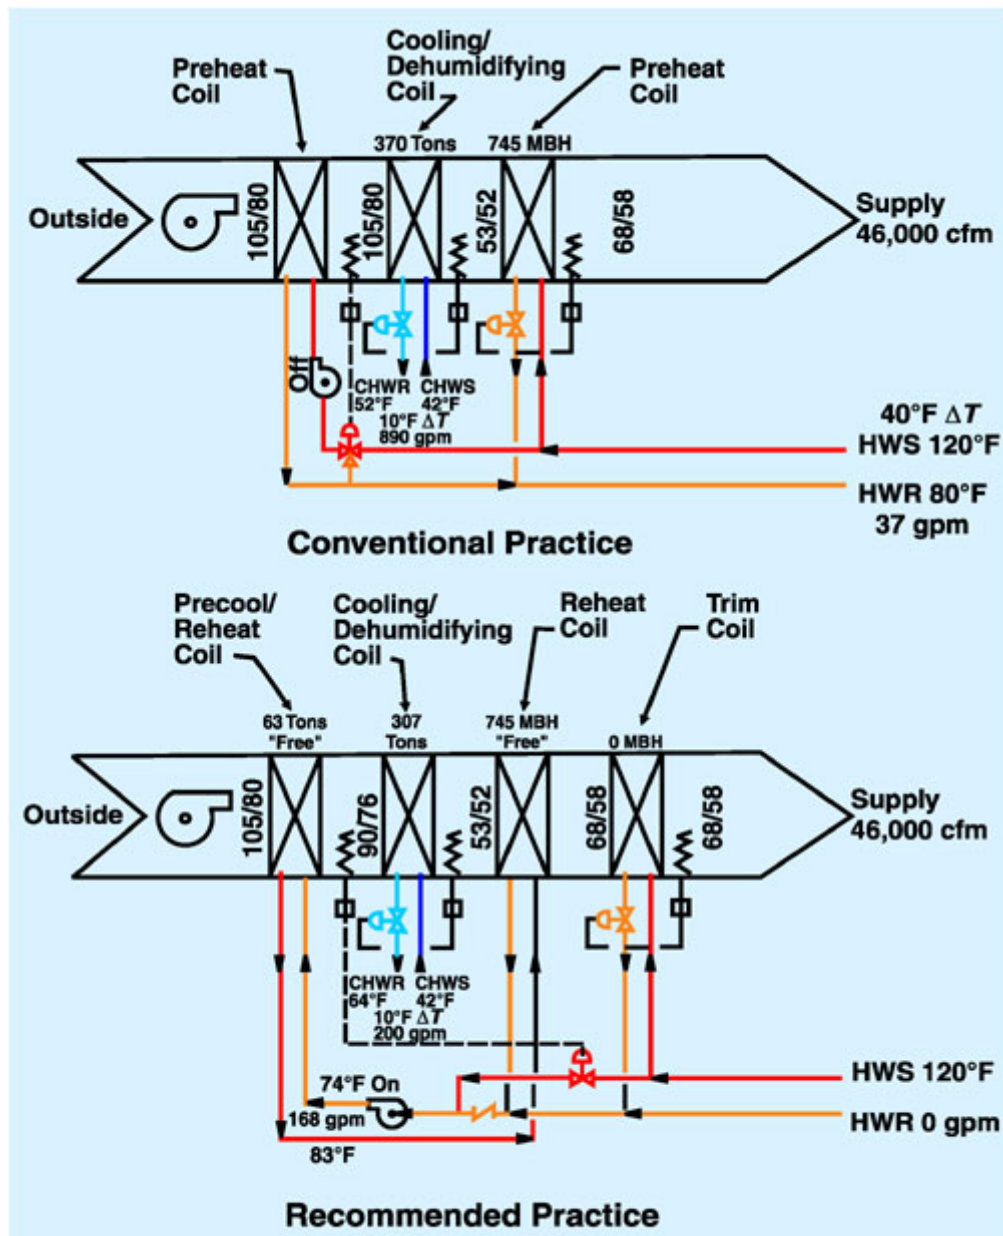 Cooling/
Dehumidifying
Coil
Preheat
Coil
Preheat
Coil
370 Tons
745 MBH
Outside
105/80
105/80
53/52
68/58
Supply
46,000 cfm
Off
CHWR
52°F
CHWS
42°F
10°F ΔT
890 gpm
40°F ΔT
HWS 120°F
HWR 80°F
37 gpm
Conventional Practice
Precool/
Reheat
Coil
Cooling/
Dehumidifying
Coil
Reheat
Coil
Trim
Coil
63 Tons
"Free"
307
Tons
745 MBH
"Free"
0 MBH
Outside
105/80
90/76
53/52
68/58
68/58
Supply
46,000 cfm
CHWR
64°F
CHWS
42°F
10°F ΔT
200 gpm
74°F On
168 gpm
83°F
HWS 120°F
HWR 0 gpm
Recommended Practice